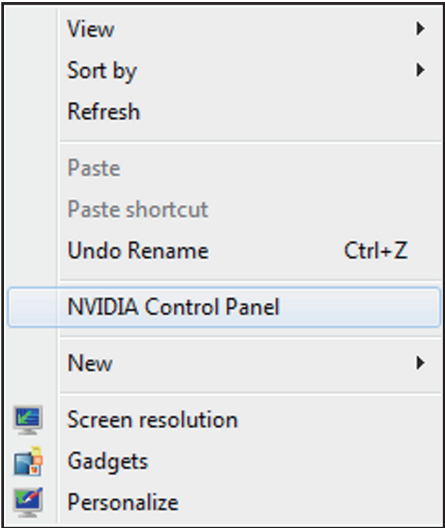 View
Sort by
Refresh
Paste
Paste shortcut
Undo Rename Ctrl+Z
NVIDIA Control Panel
New
Screen resolution
Gadgets
Personalize